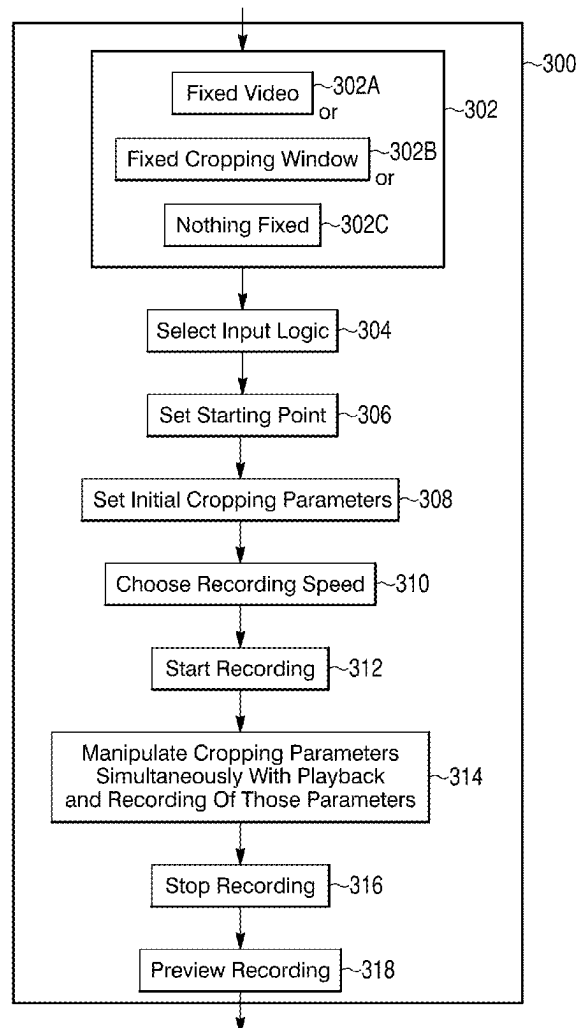 300
Fixed Video 302A
or
302
Fixed Cropping Window 302B
or
Nothing Fixed 302C
Select Input Logic 304
Set Starting Point 306
Set Initial Cropping Parameters 308
Choose Recording Speed 310
Start Recording 312
Manipulate Cropping Parameters
Simultaneously With Playback 314
and Recording Of Those Parameters
Stop Recording 316
Preview Recording 318